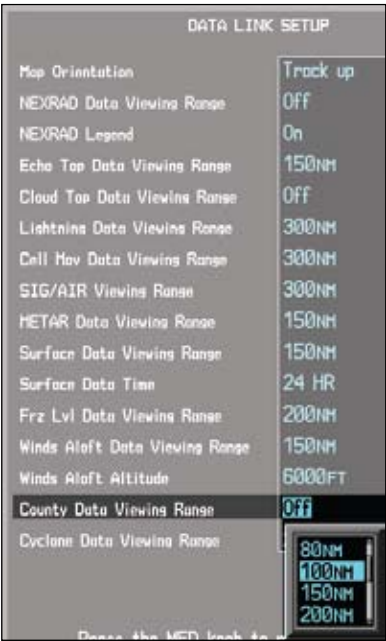 DATA LINK SETUP
Map Orientation Track up
NEXRAD Data Viewing Range Off
NEXRAD Legend On
Echo Top Data Viewing Range 150NM
Cloud Top Data Viewing Range Off
Lightning Data Viewing Range 300NM
Cell Mov Data Viewing Range 300NM
SIG/AIR Viewing Range 300NM
METAR Data Viewing Range 150NM
Surface Data Viewing Range 150NM
Surface Data Time 24 HR
Frz Lvl Data Viewing Range 200NM
Winds Aloft Data Viewing Range 150NM
Winds Aloft Altitude 6000FT
County Data Viewing Range Off
Cyclone Data Viewing Range
80NM
100NM
150NM
200NM
Press the MFD knob to